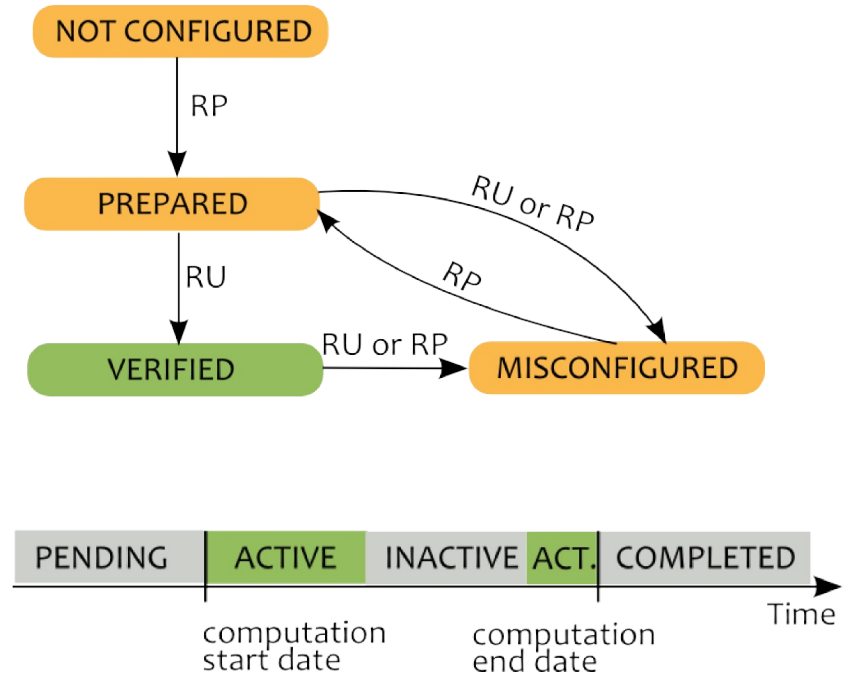 NOT CONFIGURED
RP
PREPARED
RU or RP
RP
RU
VERIFIED
RU or RP
MISCONFIGURED
PENDING
ACTIVE
INACTIVE
ACT.
COMPLETED
Time
computation
start date
computation
end date